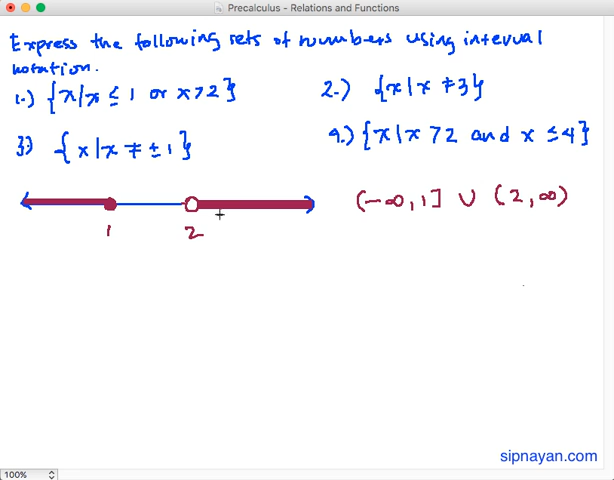 Precalculus - Relations and Functions
Express the following sets of numbers using interval
notation.
1.) {x|x ≤ 1 or x>2}
2.) {x|x ≠ 3}
3.) {x|x ≠ ± 1}
4.) {x|x >2 and x ≤4}
(-∞, 1] ∪ (2, ∞)
1 2
sipnayan.com
100%